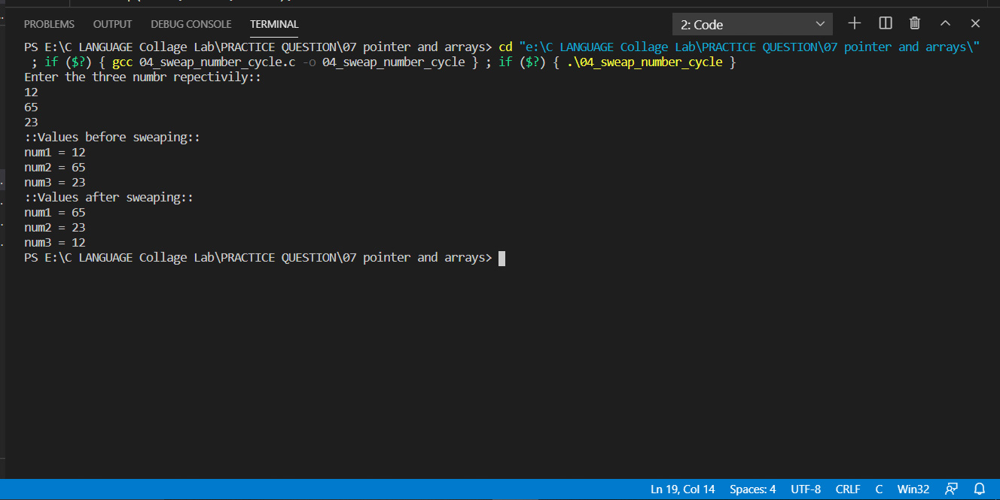 PROBLEMS OUTPUT DEBUG CONSOLE TERMINAL 2: Code
PS E:\C LANGUAGE Collage Lab\PRACTICE QUESTION\07 pointer and arrays> cd "e:\C LANGUAGE Collage Lab\PRACTICE QUESTION\07 pointer and arrays\"
; if ($?) { gcc 04_sweap_number_cycle.c -o 04_sweap_number_cycle } ; if ($?) { .\04_sweap_number_cycle }
Enter the three numbr repectivily::
12
65
23
::Values before sweaping::
num1 = 12
num2 = 65
num3 = 23
::Values after sweaping::
num1 = 65
num2 = 23
num3 = 12
PS E:\C LANGUAGE Collage Lab\PRACTICE QUESTION\07 pointer and arrays>
Ln 19, Col 14 Spaces: 4 UTF-8 CRLF C Win32